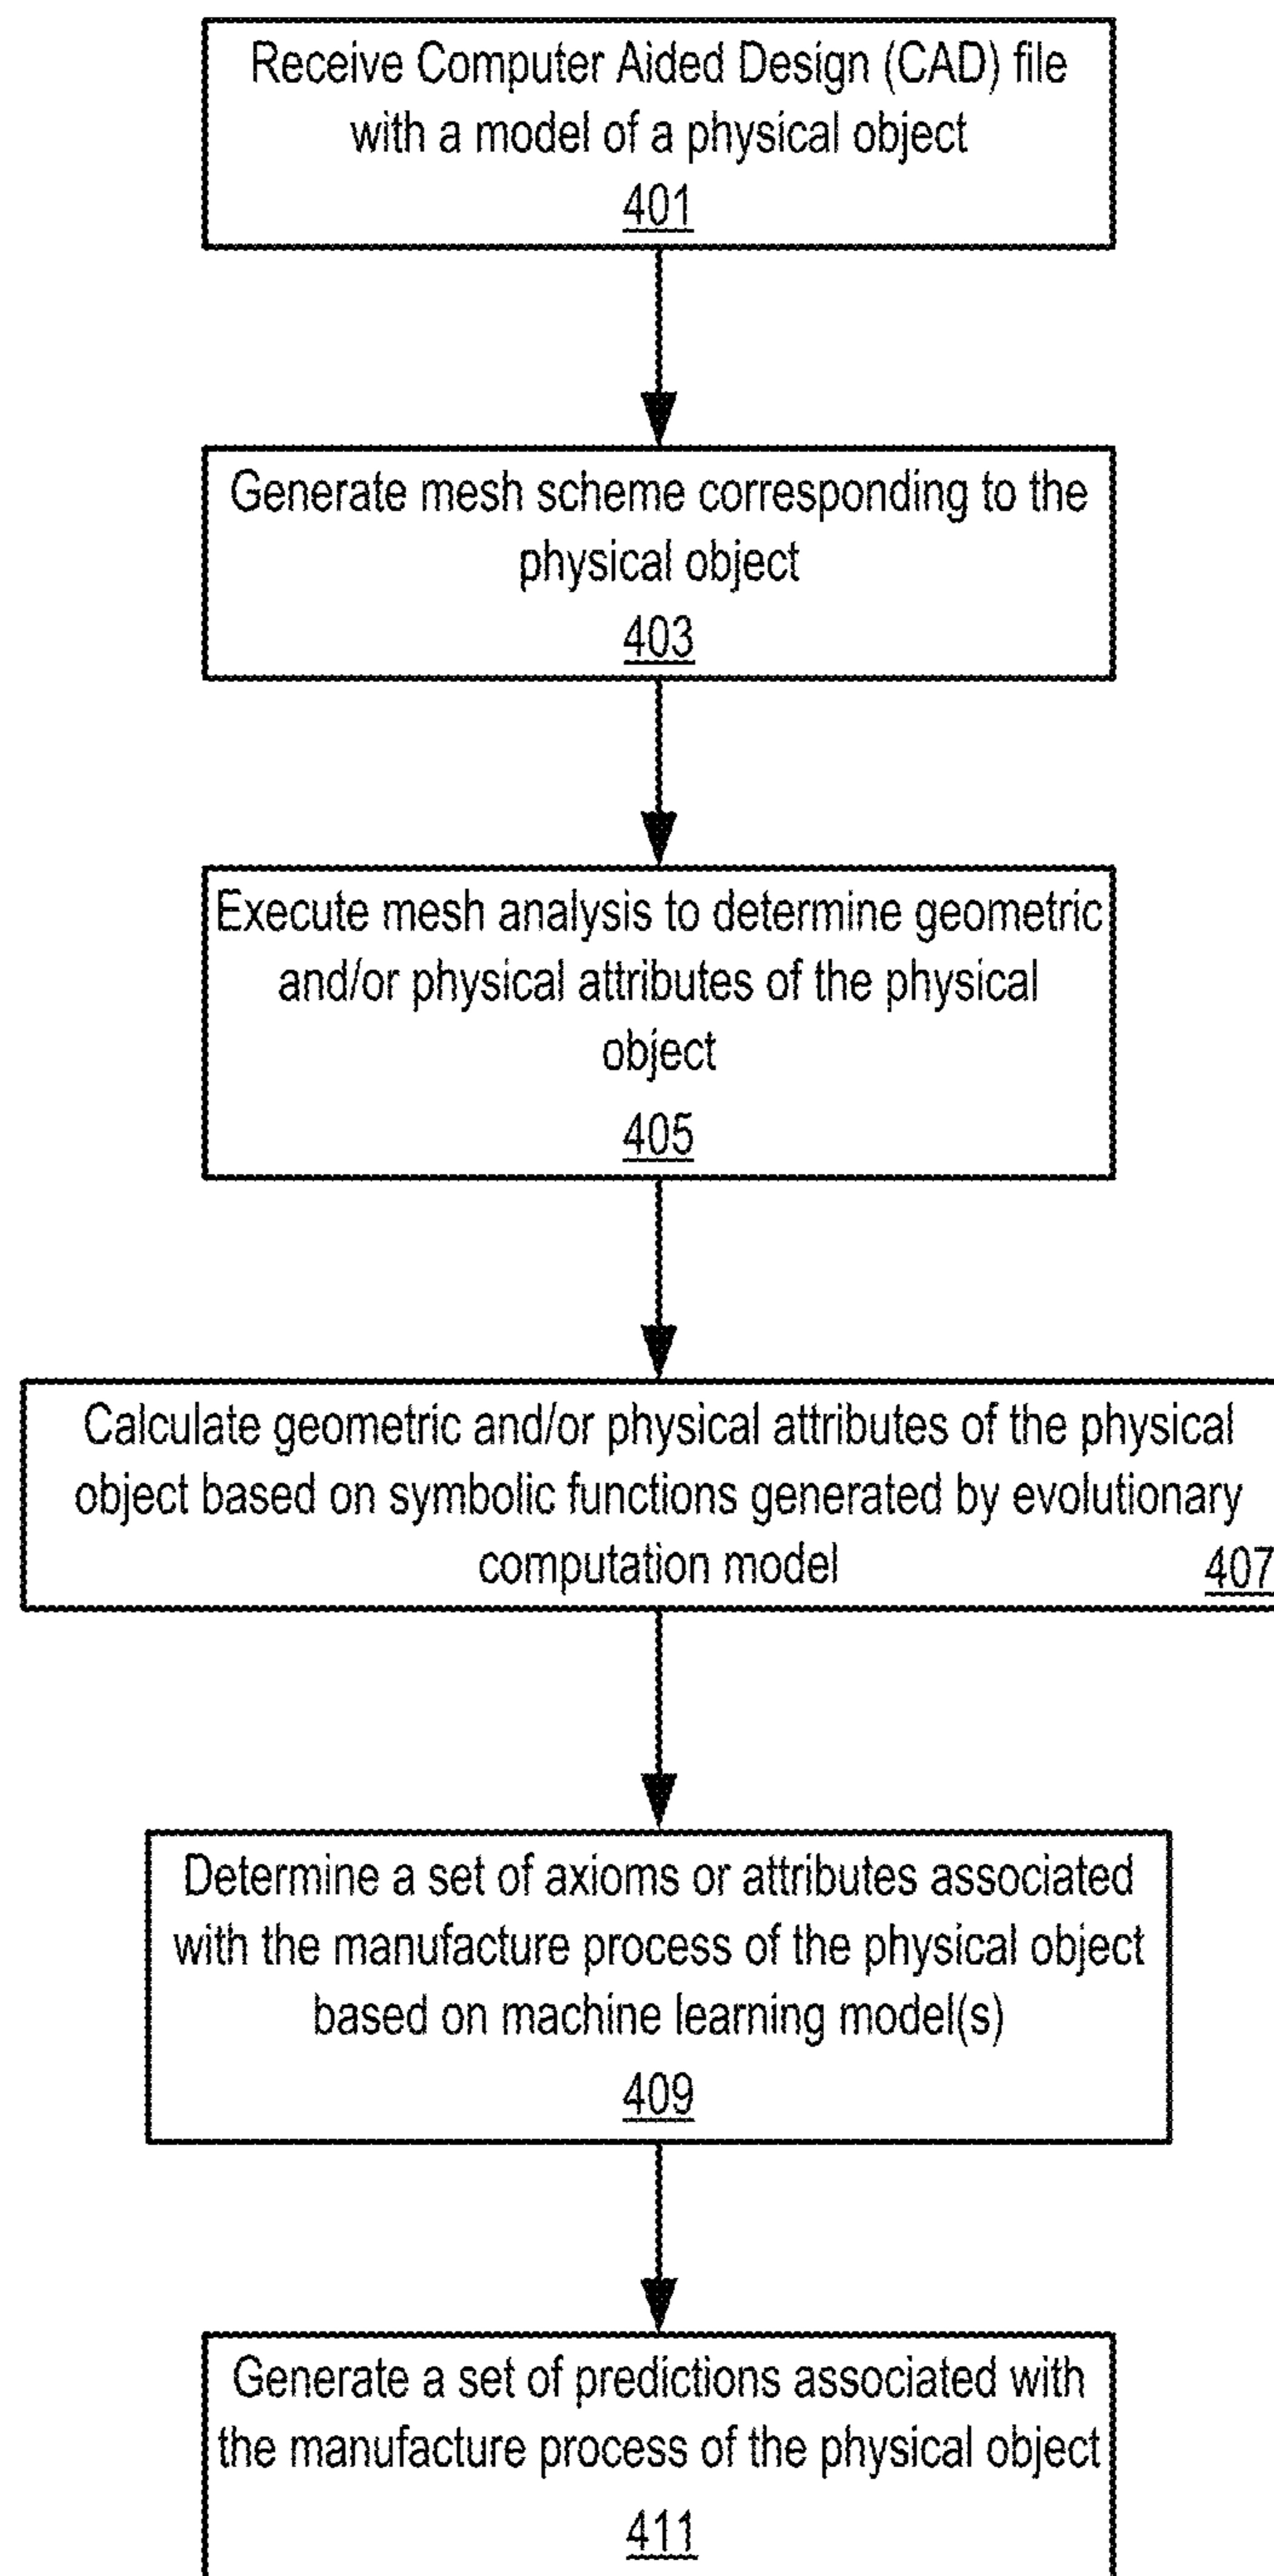 Receive Computer Aided Design (CAD) file
with a model of a physical object
401
Generate mesh scheme corresponding to the
physical object
403
Execute mesh analysis to determine geometric
and/or physical attributes of the physical
object
405
Calculate geometric and/or physical attributes of the physical
object based on symbolic functions generated by evolutionary
computation model
407
Determine a set of axioms or attributes associated
with the manufacture process of the physical object
based on machine learning model(s)
409
Generate a set of predictions associated with
the manufacture process of the physical object
411